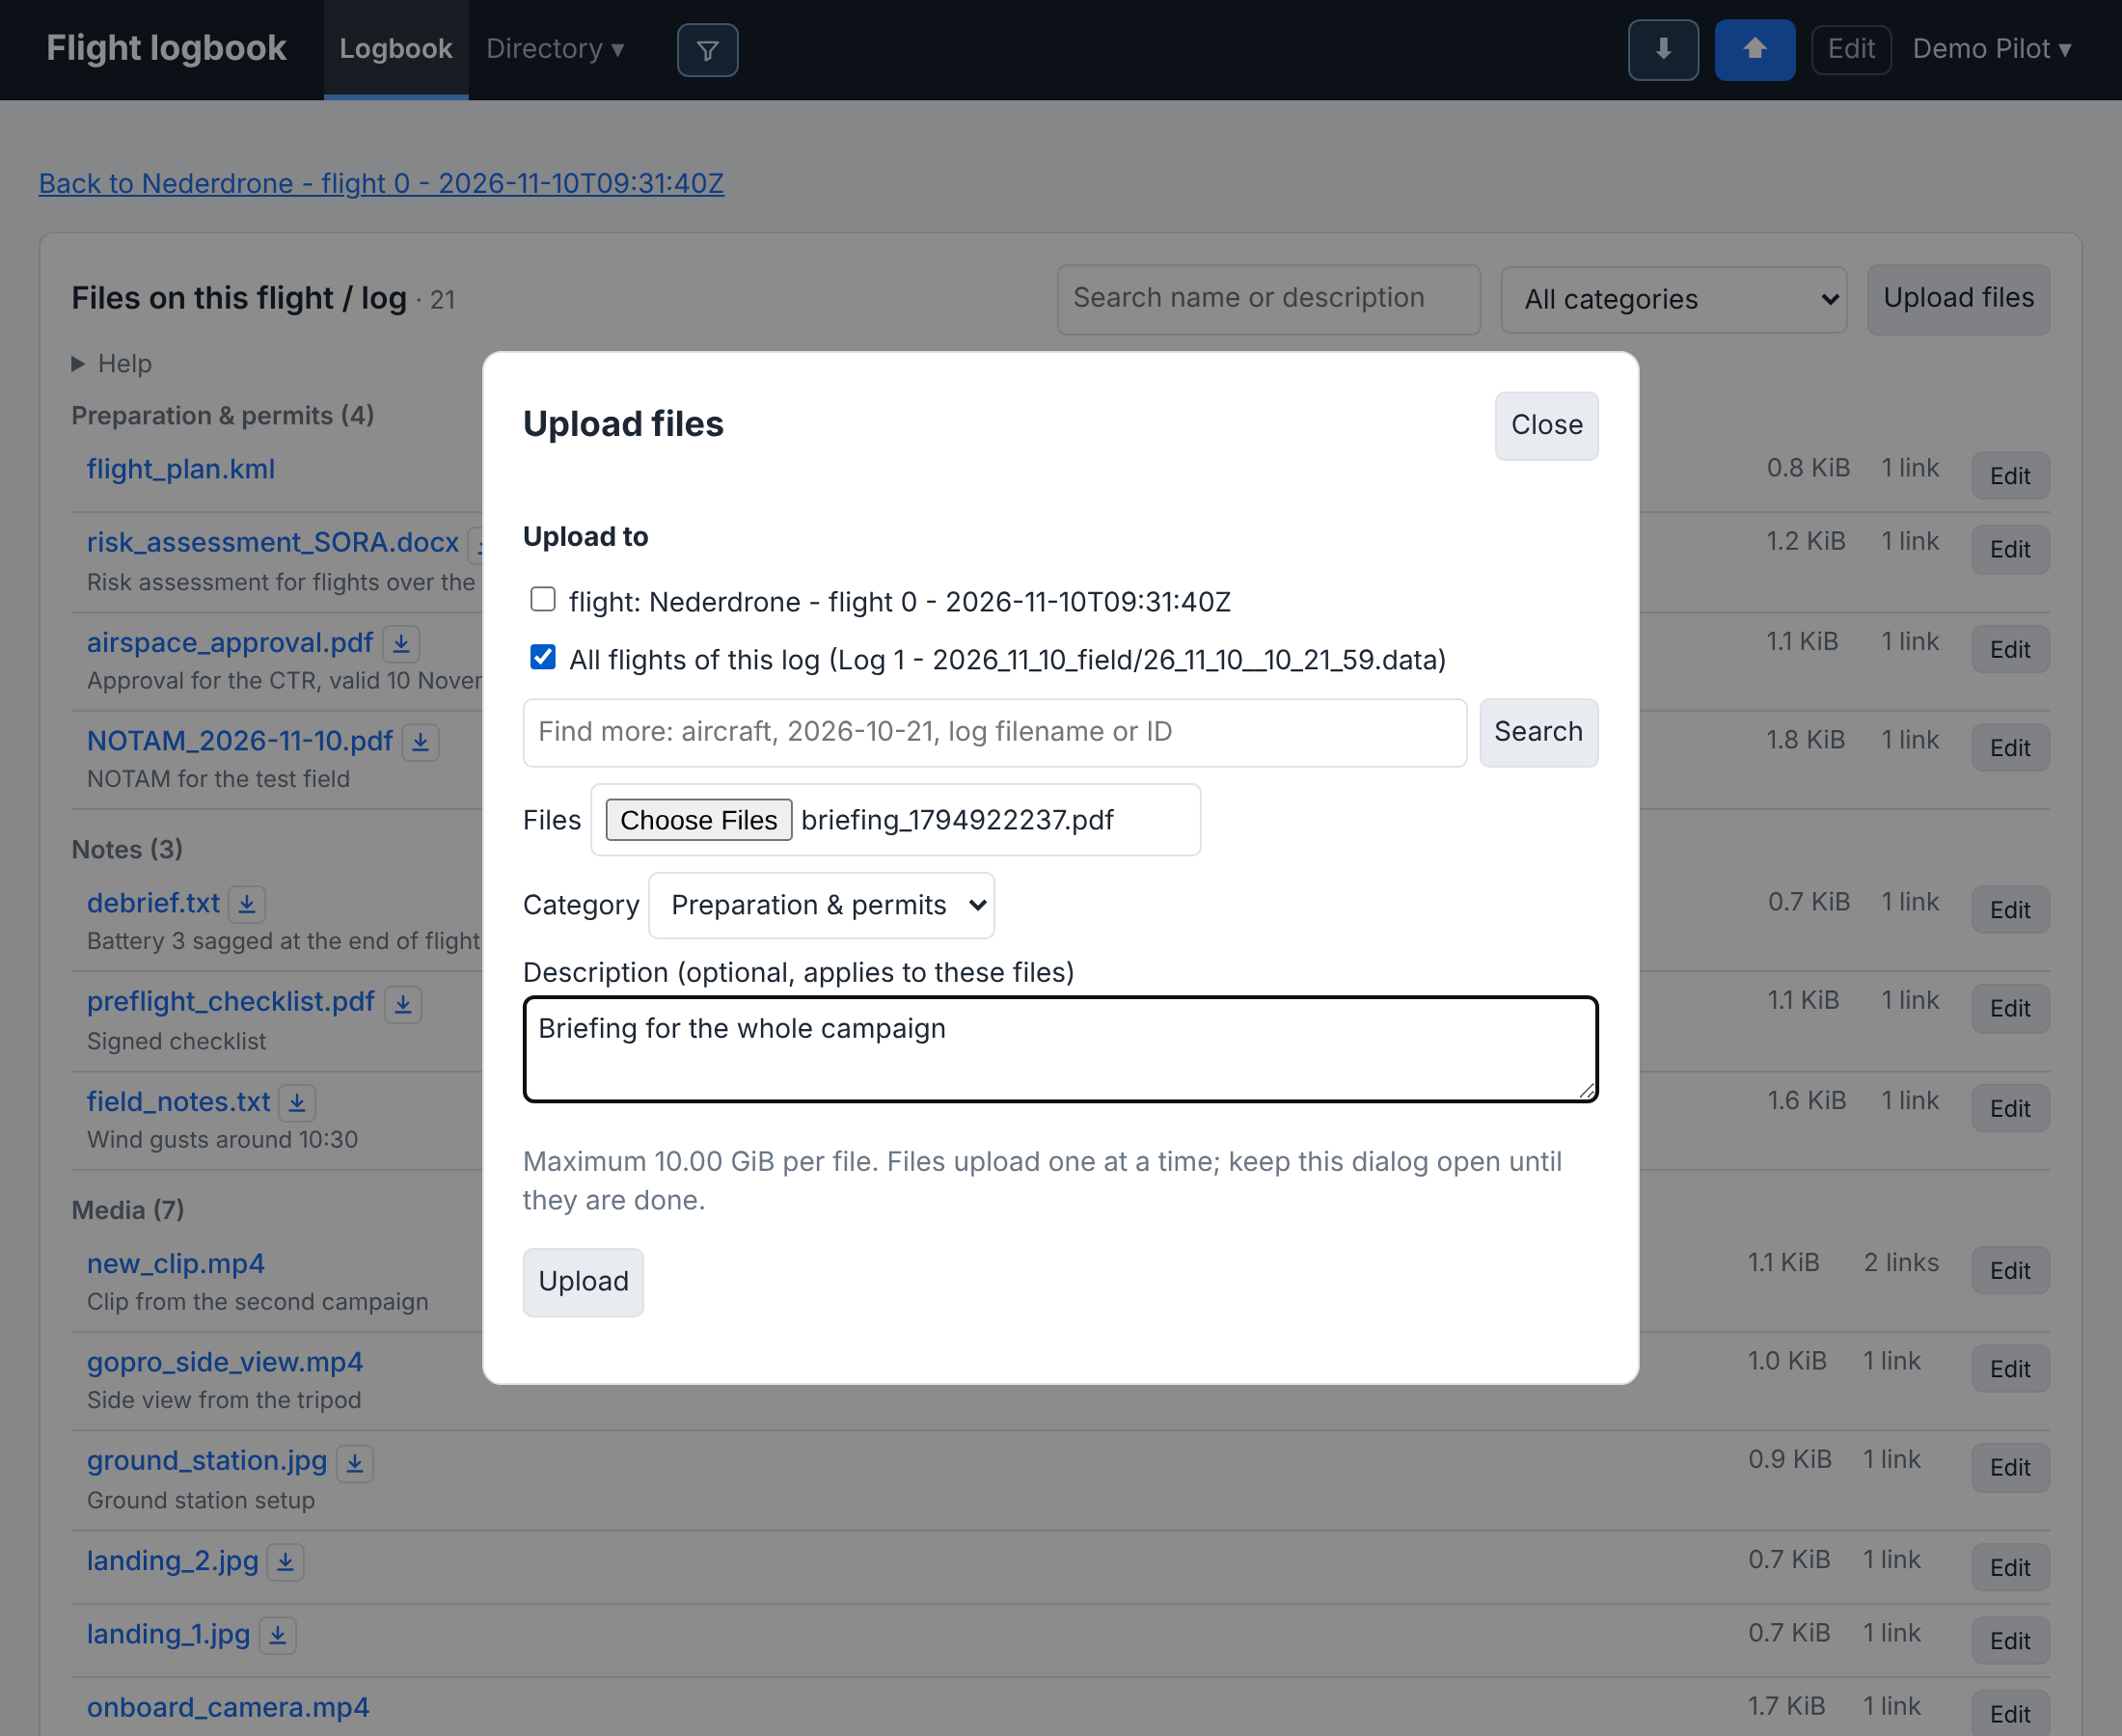 Flight logbook
Logbook
Directory ▾
Edit
Demo Pilot ▾
Back to Nederdrone - flight 0 - 2026-11-10T09:31:40Z
Files on this flight / log · 21
Search name or description
All categories
Upload files
Help
Preparation & permits (4)
flight_plan.kml
0.8 KiB
1 link
Edit
risk_assessment_SORA.docx
1.2 KiB
1 link
Edit
Risk assessment for flights over the
airspace_approval.pdf
1.1 KiB
1 link
Edit
Approval for the CTR, valid 10 Nover
NOTAM_2026-11-10.pdf
1.8 KiB
1 link
Edit
NOTAM for the test field
Notes (3)
debrief.txt
0.7 KiB
1 link
Edit
Battery 3 sagged at the end of flight
preflight_checklist.pdf
1.1 KiB
1 link
Edit
Signed checklist
field_notes.txt
1.6 KiB
1 link
Edit
Wind gusts around 10:30
Media (7)
new_clip.mp4
1.1 KiB
2 links
Edit
Clip from the second campaign
gopro_side_view.mp4
1.0 KiB
1 link
Edit
Side view from the tripod
ground_station.jpg
0.9 KiB
1 link
Edit
Ground station setup
landing_2.jpg
0.7 KiB
1 link
Edit
landing_1.jpg
0.7 KiB
1 link
Edit
onboard_camera.mp4
1.7 KiB
1 link
Edit
Upload files
Close
Upload to
flight: Nederdrone - flight 0 - 2026-11-10T09:31:40Z
All flights of this log (Log 1 - 2026_11_10_field/26_11_10__10_21_59.data)
Find more: aircraft, 2026-10-21, log filename or ID
Search
Files
Choose Files
briefing_1794922237.pdf
Category
Preparation & permits
Description (optional, applies to these files)
Briefing for the whole campaign
Maximum 10.00 GiB per file. Files upload one at a time; keep this dialog open until
they are done.
Upload